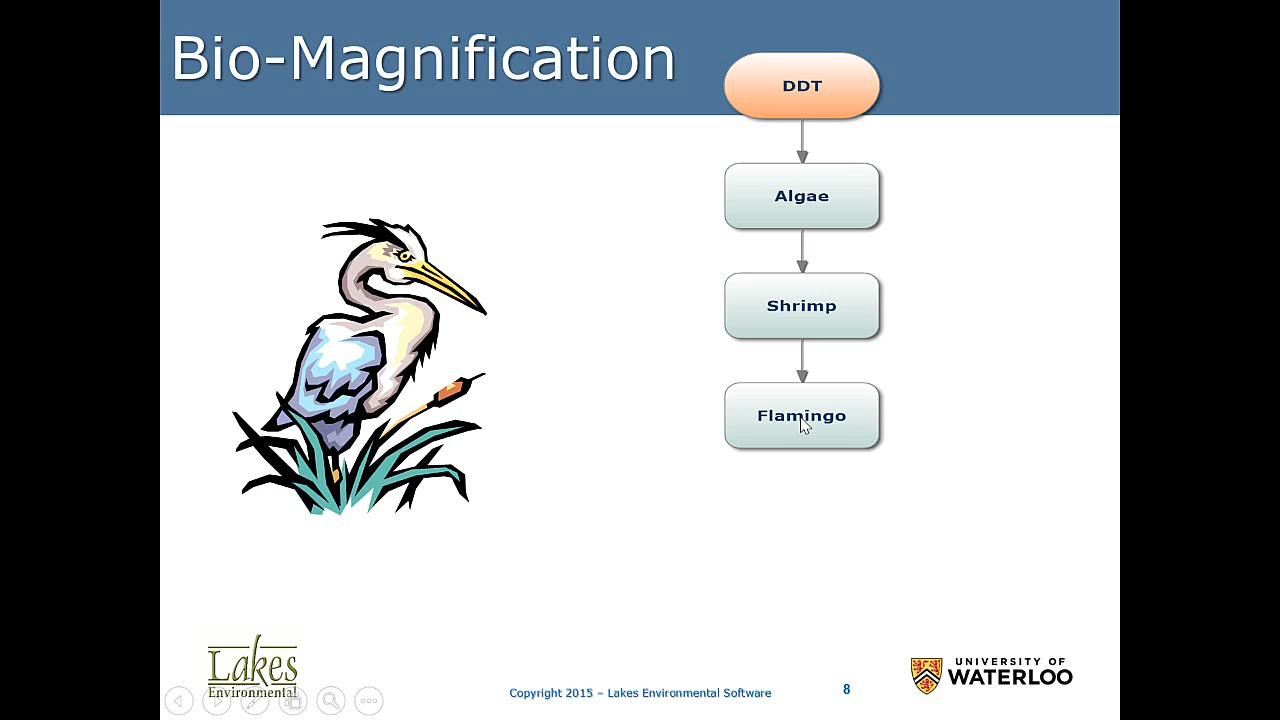 Bio-Magnification
DDT
Algae
Shrimp
Flamingo
Lakes
Environmental
Copyright 2015 – Lakes Environmental Software
8
UNIVERSITY OF
WATERLOO